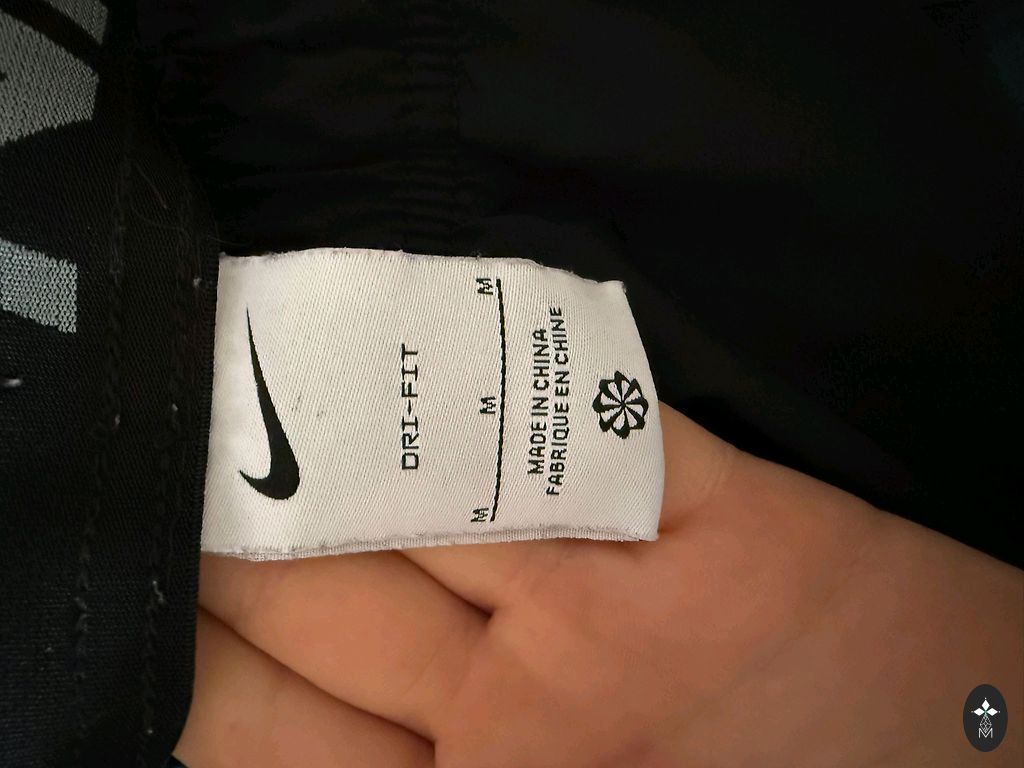 DRI-FIT
M M M
MADE IN CHINA
FABRIQUE EN CHINE
M